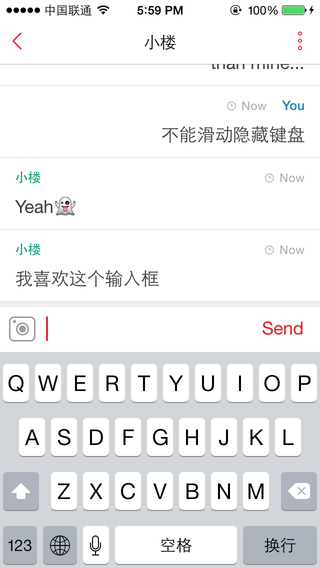 中国联通 5:59 PM 100%
小楼
than mine...
Now You
不能滑动隐藏键盘
小楼 Now
Yeah👻
小楼 Now
我喜欢这个输入框
Send
Q W E R T Y U I O P
A S D F G H J K L
Z X C V B N M
123 空格 换行